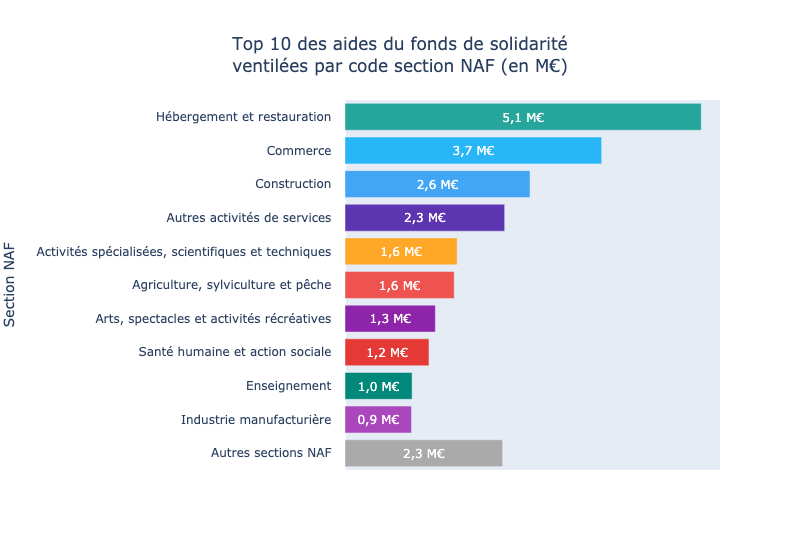 Top 10 des aides du fonds de solidarité
ventilées par code section NAF (en M€)
Section NAF
Hébergement et restauration 5,1 M€
Commerce 3,7 M€
Construction 2,6 M€
Autres activités de services 2,3 M€
Activités spécialisées, scientifiques et techniques 1,6 M€
Agriculture, sylviculture et pêche 1,6 M€
Arts, spectacles et activités récréatives 1,3 M€
Santé humaine et action sociale 1,2 M€
Enseignement 1,0 M€
Industrie manufacturière 0,9 M€
Autres sections NAF 2,3 M€